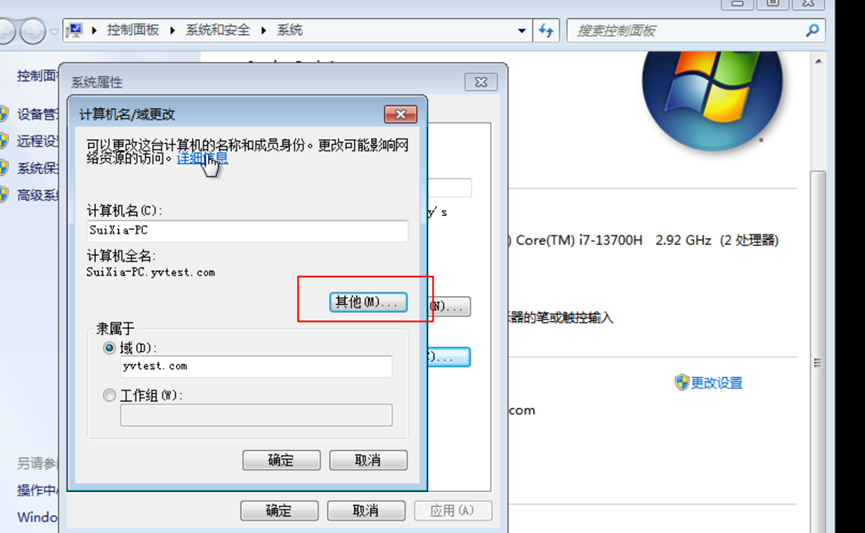 控制面板 系统和安全 系统
搜索控制面板
控制面
系统属性
设备管
远程设
系统保
高级系
计算机名/域更改
可以更改这台计算机的名称和成员身份。更改可能影响网
络资源的访问。详细信息
计算机名(C):
SuiXia-PC
计算机全名:
SuiXia-PC.yvtest.com
其他(M)...
隶属于
域(D):
yvtest.com
工作组(W):
确定 取消
确定 取消 应用(A)
y's
(N)...
)...
) Core(TM) i7-13700H 2.92 GHz (2 处理器)
器的笔或触控输入
更改设置
com
另请参
操作中
Windo